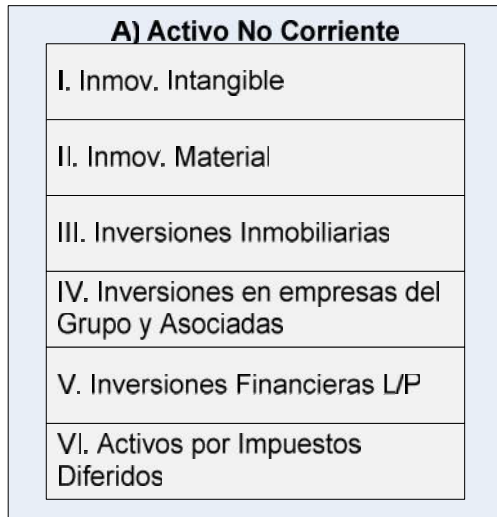 A) Activo No Corriente
I. Inmov. Intangible
II. Inmov. Material
III. Inversiones Inmobiliarias
IV. Inversiones en empresas del
Grupo y Asociadas
V. Inversiones Financieras L/P
VI. Activos por Impuestos
Diferidos